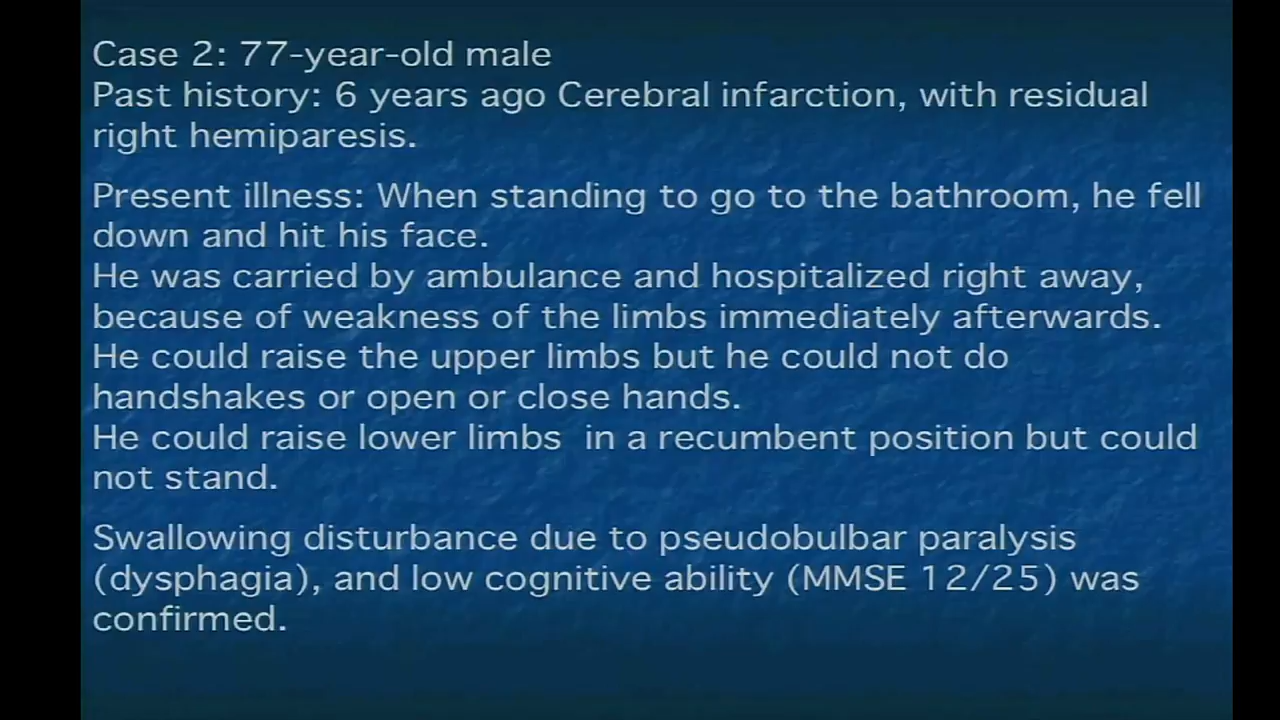 Case 2: 77-year-old male
Past history: 6 years ago Cerebral infarction, with residual
right hemiparesis.
Present illness: When standing to go to the bathroom, he fell
down and hit his face.
He was carried by ambulance and hospitalized right away,
because of weakness of the limbs immediately afterwards.
He could raise the upper limbs but he could not do
handshakes or open or close hands.
He could raise lower limbs in a recumbent position but could
not stand.
Swallowing disturbance due to pseudobulbar paralysis
(dysphagia), and low cognitive ability (MMSE 12/25) was
confirmed.